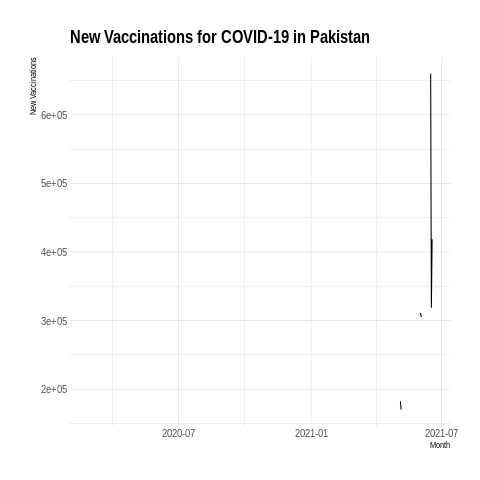 New Vaccinations for COVID-19 in Pakistan
New Vaccinations
6e+05
5e+05
4e+05
3e+05
2e+05
2020-07 2021-01 2021-07
Month